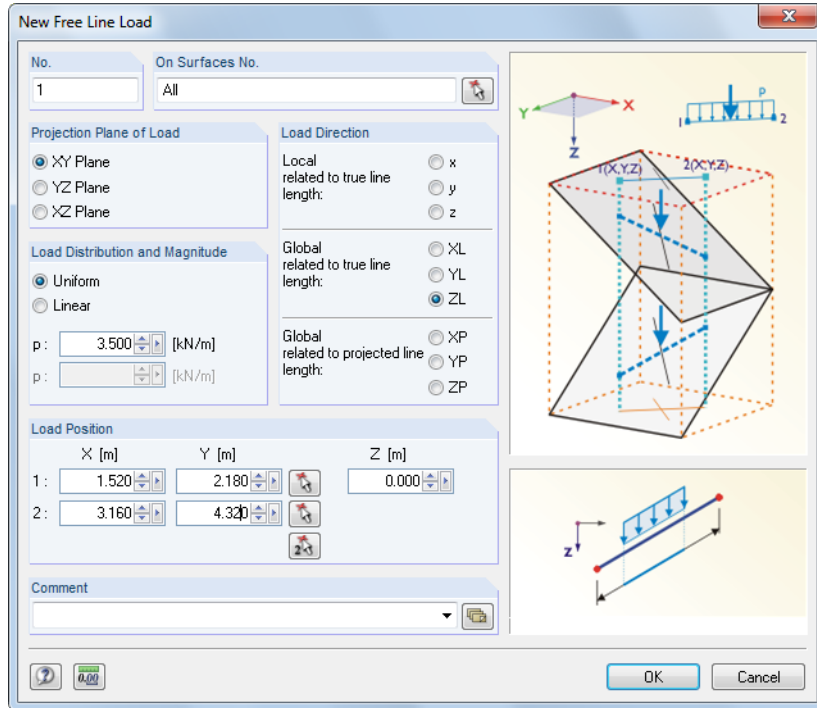 New Free Line Load
No.
1
On Surfaces No.
All
Projection Plane of Load
XY Plane
YZ Plane
XZ Plane
Load Direction
Local
related to true line
length:
x
y
z
Global
related to true line
length:
XL
YL
ZL
Global
related to projected line
length:
XP
YP
ZP
Load Distribution and Magnitude
Uniform
Linear
p : 3.500 [kN/m]
p : [kN/m]
Load Position
X [m] Y [m] Z [m]
1 : 1.520 2.180 0.000
2 : 3.160 4.320
2
Comment
Y X Z
p
1 2
1(X,Y,Z) 2(X,Y,Z)
Z
0.00
OK Cancel